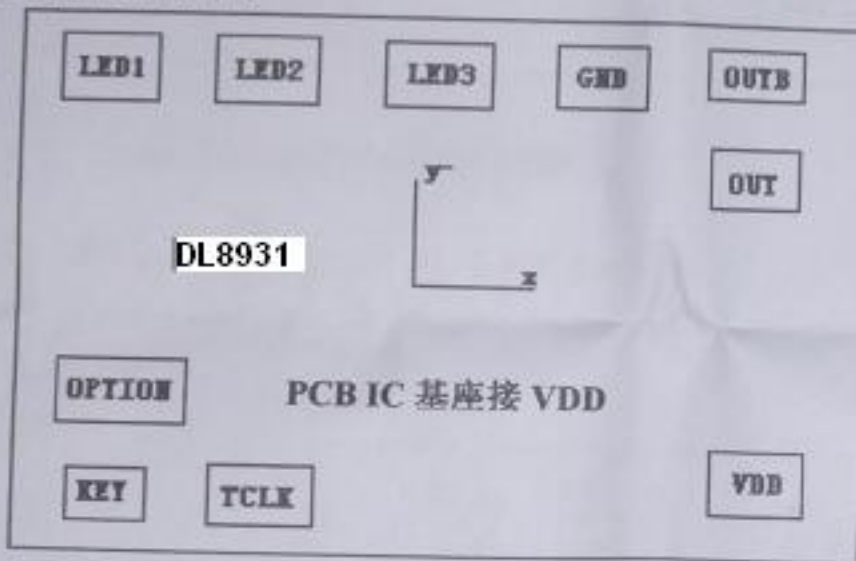 LED1 LED2 LED3 GND OUTB
OUT
y
DL8931
x
OPTION
PCB IC 基座接 VDD
KEY TCLK VDD